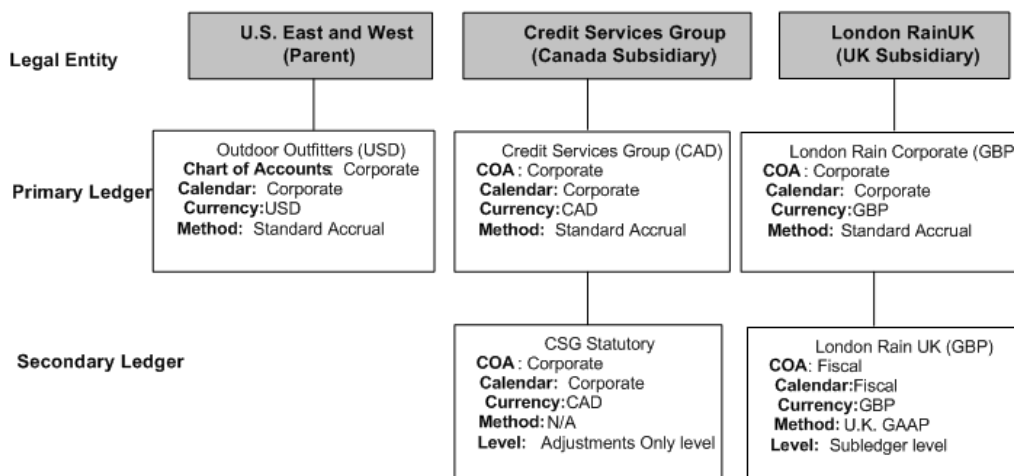 U.S. East and West
(Parent)
Credit Services Group
(Canada Subsidiary)
London RainUK
(UK Subsidiary)
Legal Entity
Outdoor Outfitters (USD)
Chart of Accounts: Corporate
Calendar: Corporate
Currency:USD
Method: Standard Accrual
Credit Services Group (CAD)
COA : Corporate
Calendar: Corporate
Currency:CAD
Method: Standard Accrual
London Rain Corporate (GBP)
COA : Corporate
Calendar: Corporate
Currency:GBP
Method: Standard Accrual
Primary Ledger
Secondary Ledger
CSG Statutory
COA : Corporate
Calendar: Corporate
Currency:CAD
Method: N/A
Level: Adjustments Only level
London Rain UK (GBP)
COA: Fiscal
Calendar:Fiscal
Currency:GBP
Method: U.K. GAAP
Level: Subledger level